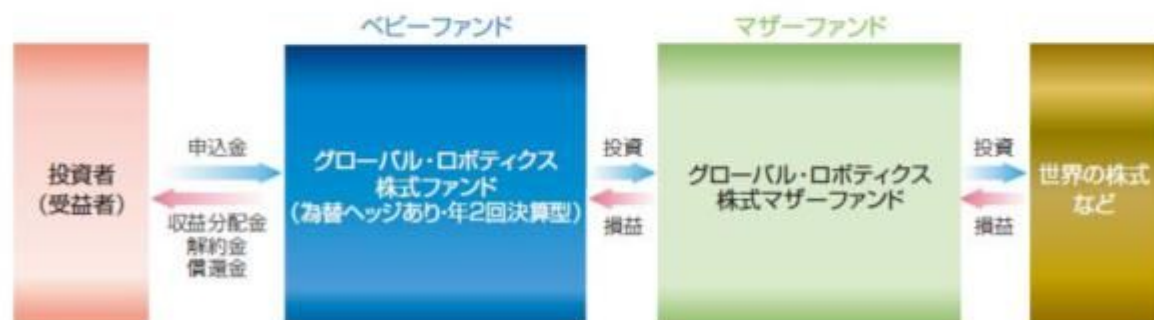 ベビーファンド
マザーファンド
投資者
(受益者)
申込金
収益分配金
解約金
償還金
グローバル・ロボティクス
株式ファンド
(為替ヘッジあり・年2回決算型)
投資
損益
グローバル・ロボティクス
株式マザーファンド
投資
損益
世界の株式
など